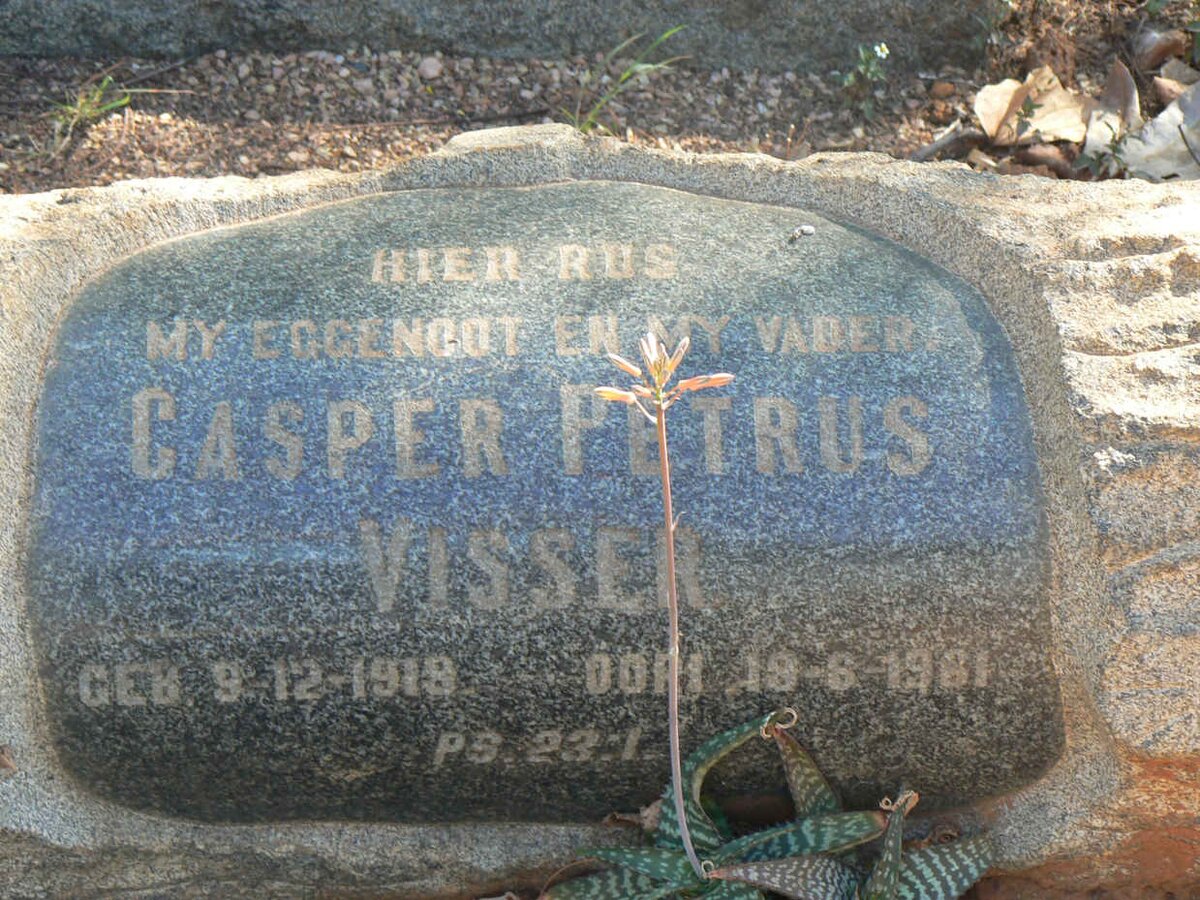 HIER RUS
MY EGGENOOT EN MY VADER.
CASPER PETRUS
VISSER
GEB. 9-12-1919 OORL. 19-6-1981
PS. 23:1